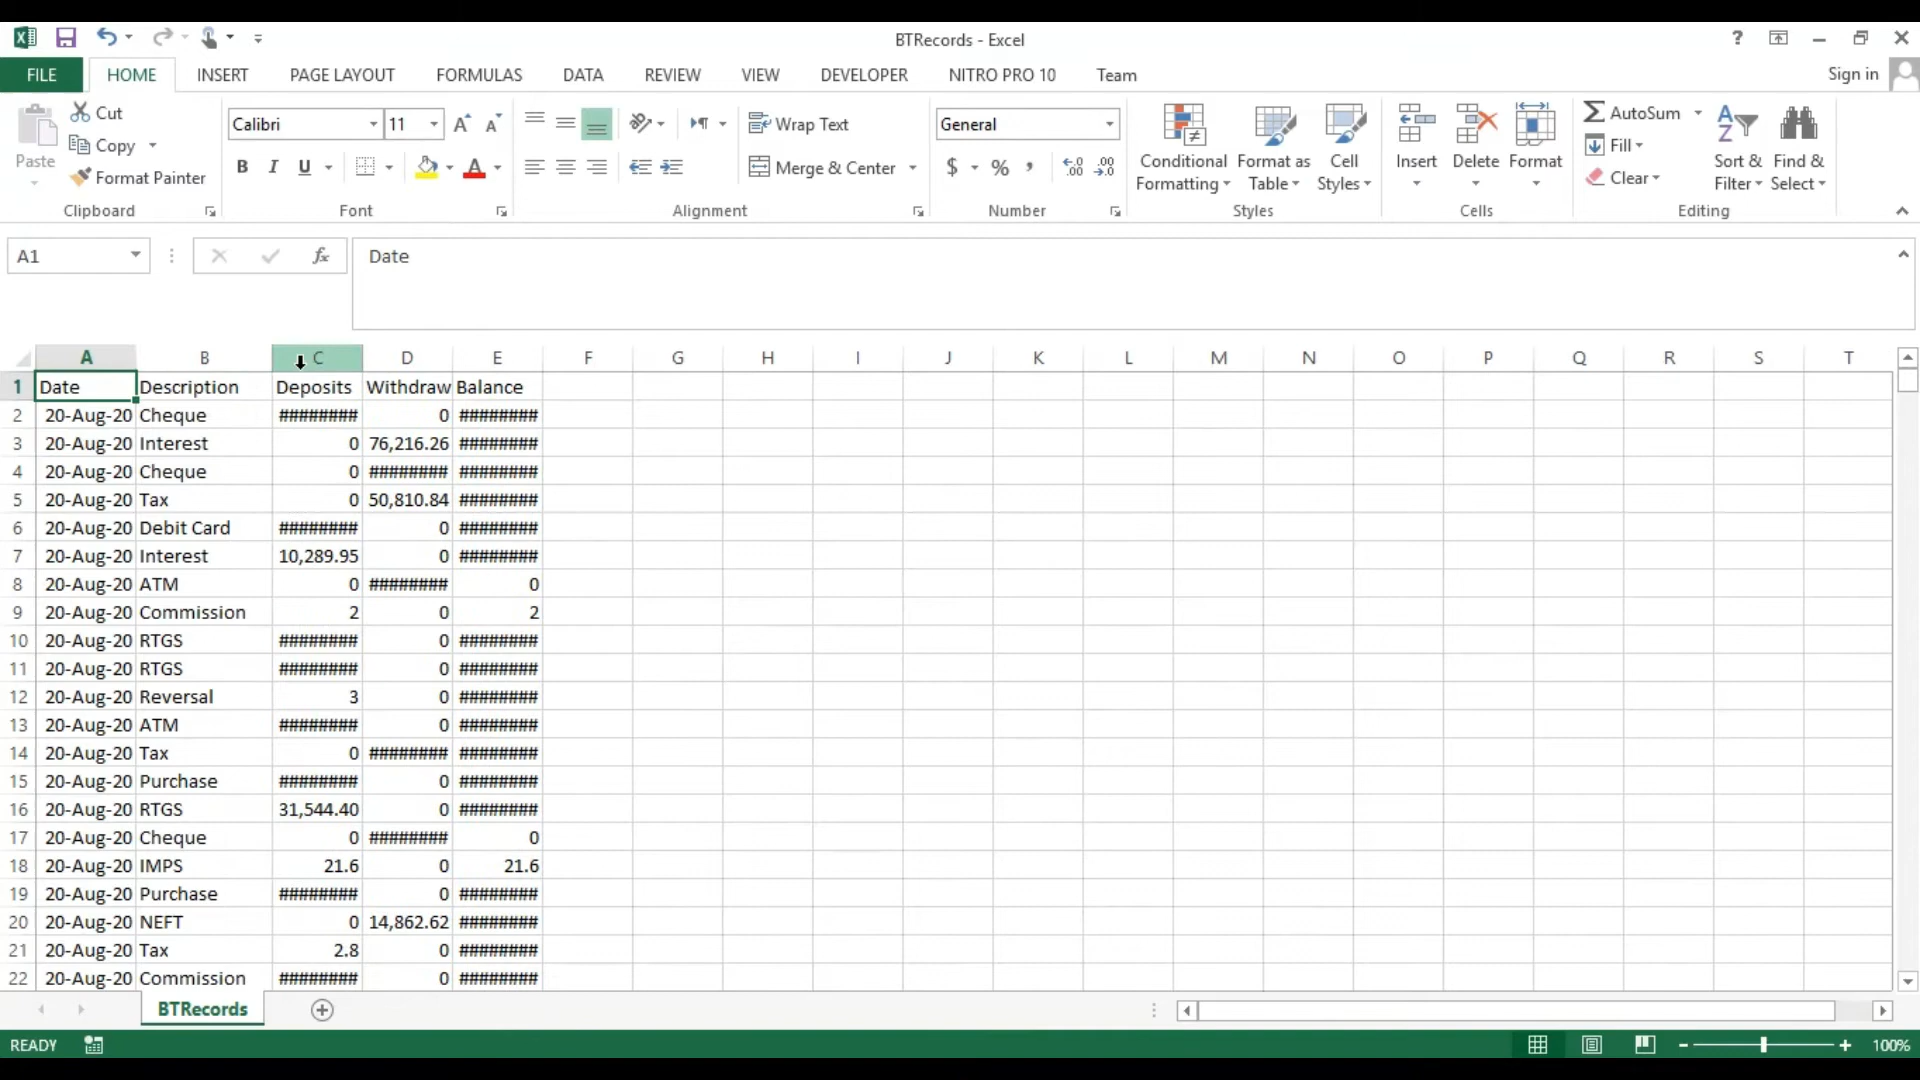 BTRecords - Excel
?
FILE HOME INSERT PAGE LAYOUT FORMULAS DATA REVIEW VIEW DEVELOPER NITRO PRO 10 Team Sign in
Paste
Cut
Copy
Format Painter
Clipboard
Calibri 11
B I U A
Font
Wrap Text
Merge & Center
Alignment
General
$ % ,
Number
Conditional Formatting
Format as Table
Cell Styles
Styles
Insert Delete Format
Cells
AutoSum
Fill
Clear
Sort & Filter
Find & Select
Editing
A1 fx Date
A B C D E F G H I J K L M N O P Q R S T
1 Date Description Deposits Withdraw Balance
2 20-Aug-20 Cheque ######## 0 ########
3 20-Aug-20 Interest 0 76,216.26 ########
4 20-Aug-20 Cheque 0 ######## ########
5 20-Aug-20 Tax 0 50,810.84 ########
6 20-Aug-20 Debit Card ######## 0 ########
7 20-Aug-20 Interest 10,289.95 0 ########
8 20-Aug-20 ATM 0 ######## 0
9 20-Aug-20 Commission 2 0 2
10 20-Aug-20 RTGS ######## 0 ########
11 20-Aug-20 RTGS ######## 0 ########
12 20-Aug-20 Reversal 3 0 ########
13 20-Aug-20 ATM ######## 0 ########
14 20-Aug-20 Tax 0 ######## ########
15 20-Aug-20 Purchase ######## 0 ########
16 20-Aug-20 RTGS 31,544.40 0 ########
17 20-Aug-20 Cheque 0 ######## 0
18 20-Aug-20 IMPS 21.6 0 21.6
19 20-Aug-20 Purchase ######## 0 ########
20 20-Aug-20 NEFT 0 14,862.62 ########
21 20-Aug-20 Tax 2.8 0 ########
22 20-Aug-20 Commission ######## 0 ########
BTRecords
READY 100%